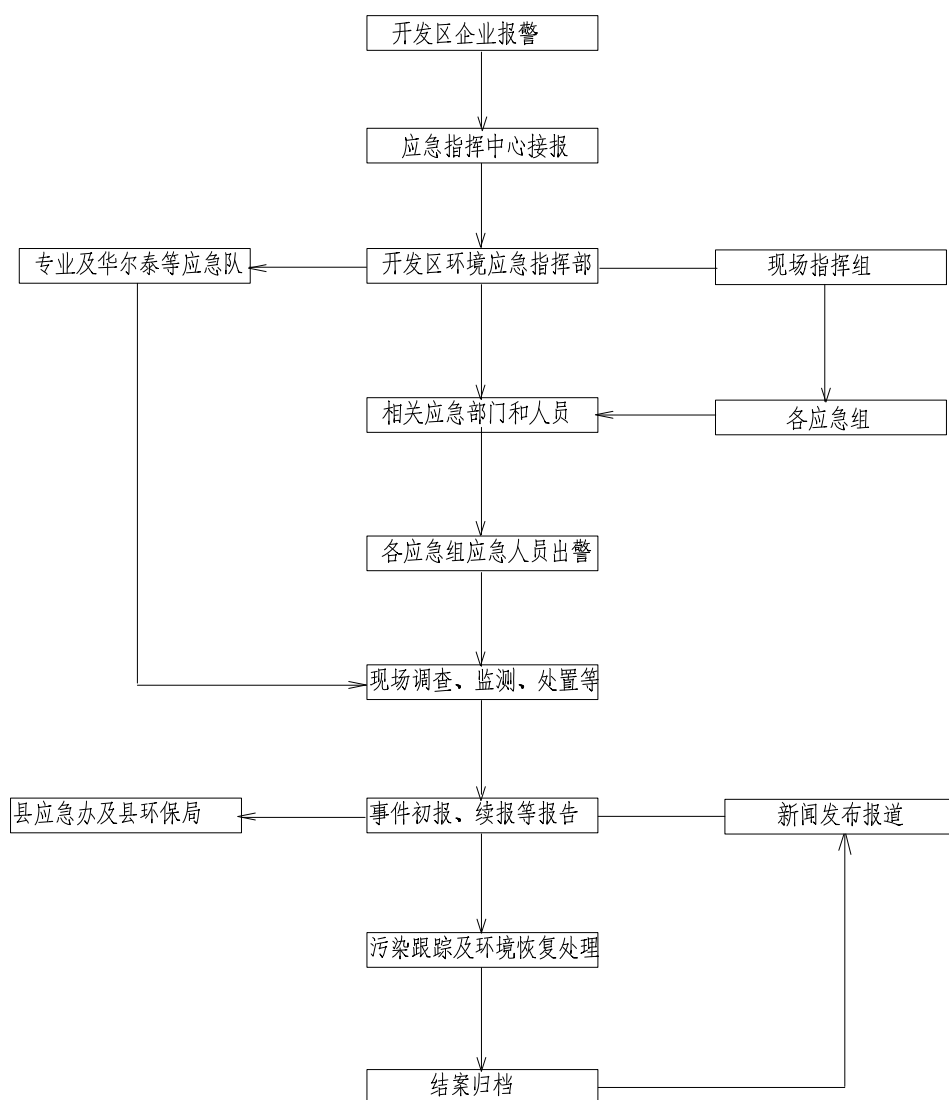 开发区企业报警
应急指挥中心接报
专业及华尔泰等应急队
开发区环境应急指挥部
现场指挥组
相关应急部门和人员
各应急组
各应急组应急人员出警
现场调查、监测、处置等
县应急办及县环保局
事件初报、续报等报告
新闻发布报道
污染跟踪及环境恢复处理
结案归档